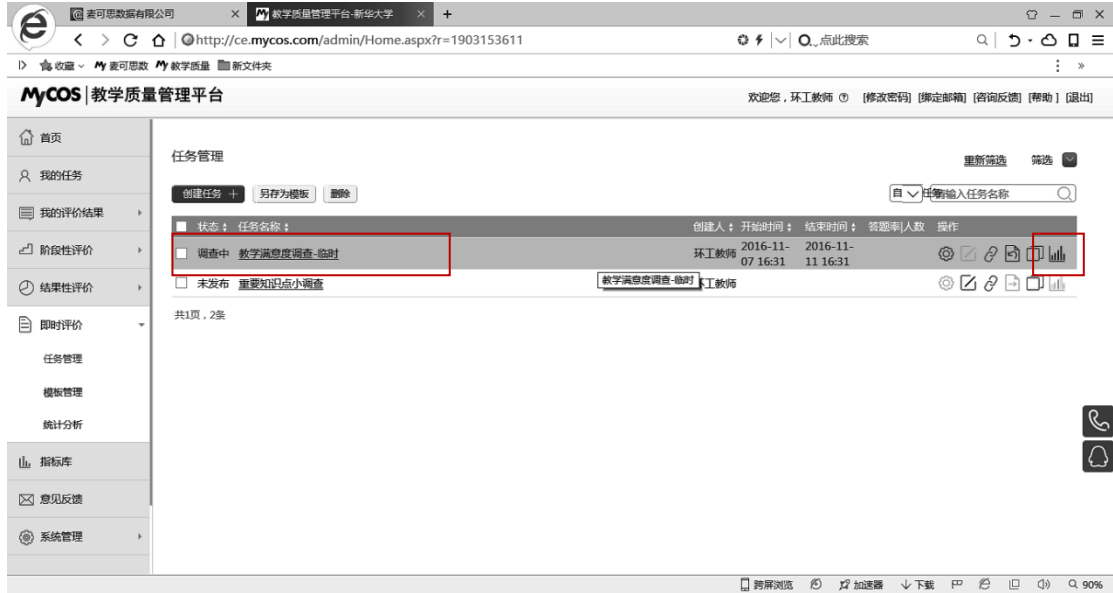 麦可思数据有限公司 × My 教学质量管理平台-新华大学 × +
http://ce.mycos.com/admin/Home.aspx?r=1903153611 点此搜索
收藏 My 麦可思数 My 教学质量 新文件夹
MyCOS 教学质量管理平台
欢迎您，环工教师 [修改密码] [绑定邮箱] [咨询反馈] [帮助] [退出]
首页
我的任务
我的评价结果
阶段性评价
结果性评价
即时评价
任务管理
模板管理
统计分析
指标库
意见反馈
系统管理
任务管理
重新筛选 筛选
创建任务 + 另存为模板 删除
请输入任务名称
状态 任务名称 创建人 开始时间 结束时间 答题率|人数 操作
调查中 教学满意度调查-临时 环工教师 2016-11-07 16:31 2016-11-11 16:31
未发布 重要知识点小调查 环工教师
教学满意度调查-临时
共1页，2条
跨屏浏览 加速器 下载 90%